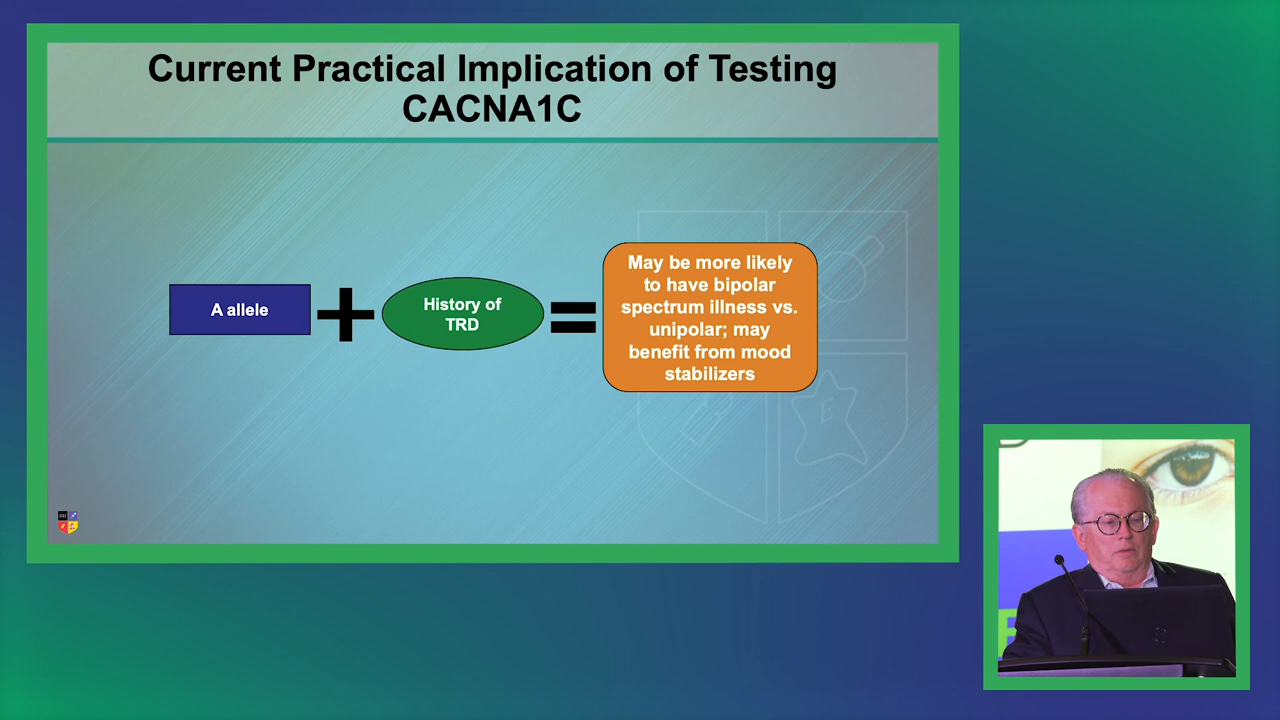 Current Practical Implication of Testing
CACNA1C
A allele
History of
TRD
May be more likely
to have bipolar
spectrum illness vs.
unipolar; may
benefit from mood
stabilizers